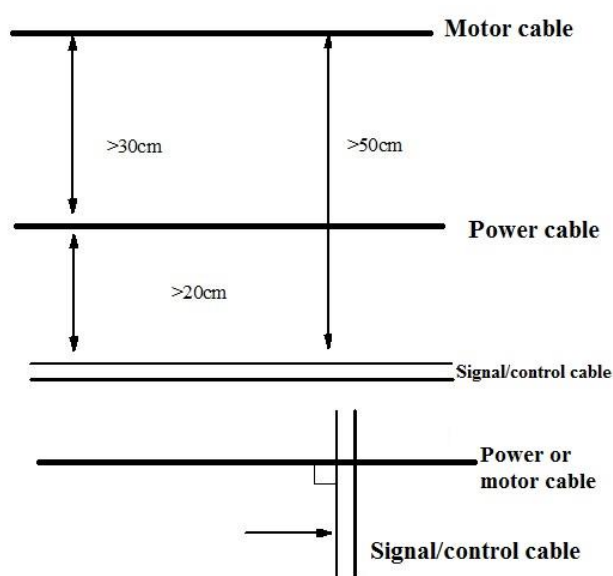 Motor cable
>30cm
>50cm
Power cable
>20cm
Signal/control cable
Power or
motor cable
Signal/control cable